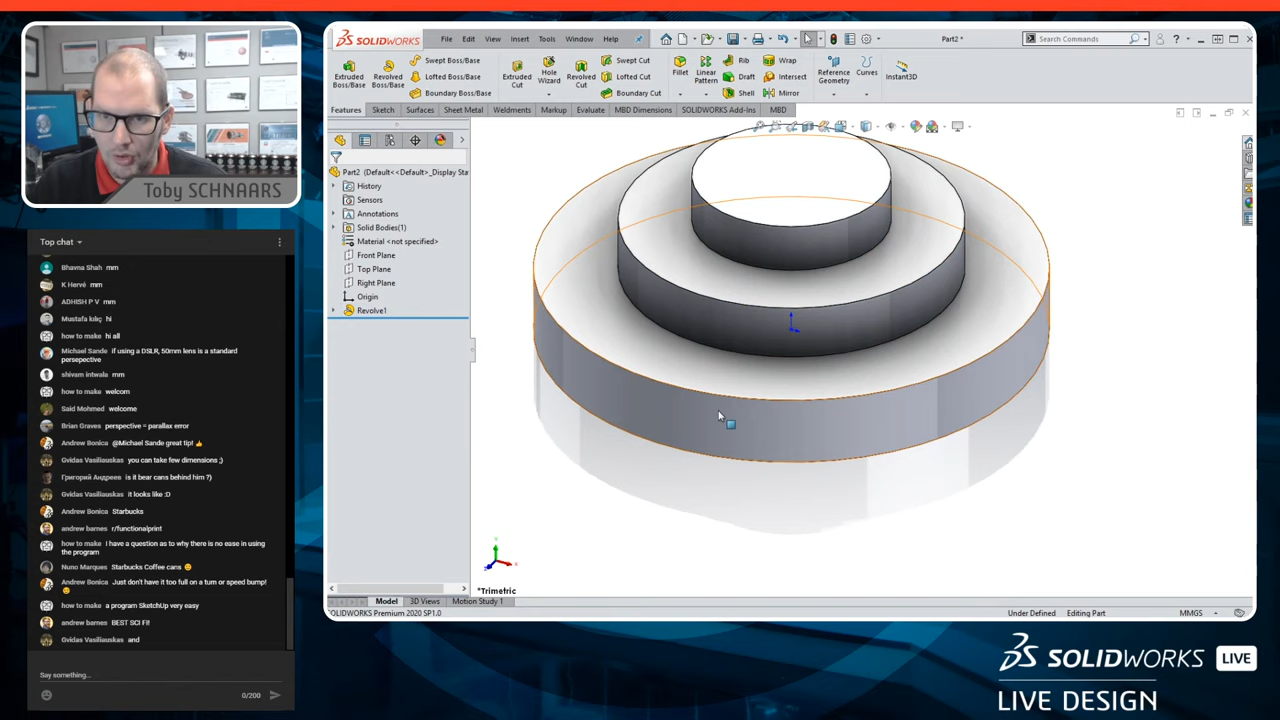 Toby SCHNAARS
Top chat
Bhavna Shah mm
K Hervé mm
ADHISH P V mm
Mustafa kılıç hi
how to make hi all
Michael Sande if using a DSLR, 50mm lens is a standard
persepective
shivam intwala mm
how to make welcom
Said Mohmed welcome
Brian Graves perspective = parallax error
Andrew Bonica @Michael Sande great tip! 👍
Gvidas Vasiliauskas you can take few dimensions ;)
Григорий Андреев is it bear cans behind him ?)
Gvidas Vasiliauskas it looks like :D
Andrew Bonica Starbucks
andrew barnes r/functionalprint
how to make I have a question as to why there is no ease in using
the program
Nuno Marques Starbucks Coffee cans
Andrew Bonica Just don't have it too full on a turn or speed bump!
how to make a program SketchUp very easy
andrew barnes BEST SCI FI!
Gvidas Vasiliauskas and
Say something...
0/200
SOLIDWORKS File Edit View Insert Tools Window Help Part2 * Search Commands
Extruded Boss/Base
Revolved Boss/Base
Swept Boss/Base
Lofted Boss/Base
Boundary Boss/Base
Extruded Cut
Hole Wizard
Revolved Cut
Swept Cut
Lofted Cut
Boundary Cut
Fillet
Linear Pattern
Rib
Draft
Shell
Wrap
Intersect
Mirror
Reference Geometry
Curves
Instant3D
Features Sketch Surfaces Sheet Metal Weldments Markup Evaluate MBD Dimensions SOLIDWORKS Add-Ins MBD
Part2 (Default<<Default>_Display Sta
History
Sensors
Annotations
Solid Bodies(1)
Material <not specified>
Front Plane
Top Plane
Right Plane
Origin
Revolve1
*Trimetric
Model 3D Views Motion Study 1
SOLIDWORKS Premium 2020 SP1.0 Under Defined Editing Part MMGS
SOLIDWORKS LIVE
LIVE DESIGN